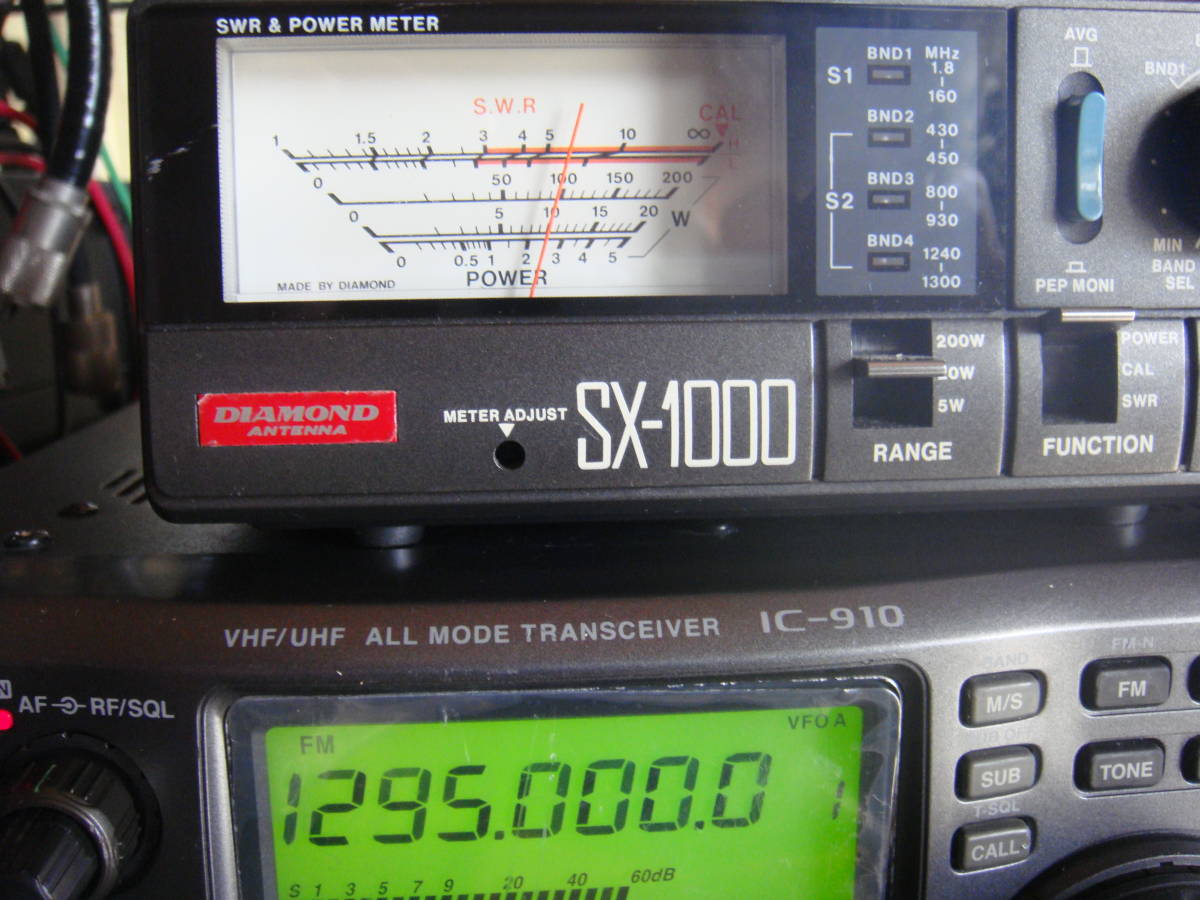 SWR & POWER METER
S.W.R
CAL
1 1.5 2 3 4 5 10 ∞ H
L
0 50 100 150 200
0 5 10 15 20 W
0 0.5 1 2 3 4 5
POWER
MADE BY DIAMOND
BND1 MHz
S1 1.8
160
BND2 430
450
S2 BND3 800
930
BND4 1240
1300
AVG
PEP MONI
BND1
MIN
BAND
SEL
DIAMOND
ANTENNA
METER ADJUST
SX-1000
200W
5W
RANGE
POWER
CAL
SWR
FUNCTION
VHF/UHF ALL MODE TRANSCEIVER IC-910
AF RF/SQL
FM VFO A
1295.000.0 1
S 1 3 5 7 9 20 40 60dB
BAND
M/S
FM-N
FM
SUB
TONE
T-SQL
CALL